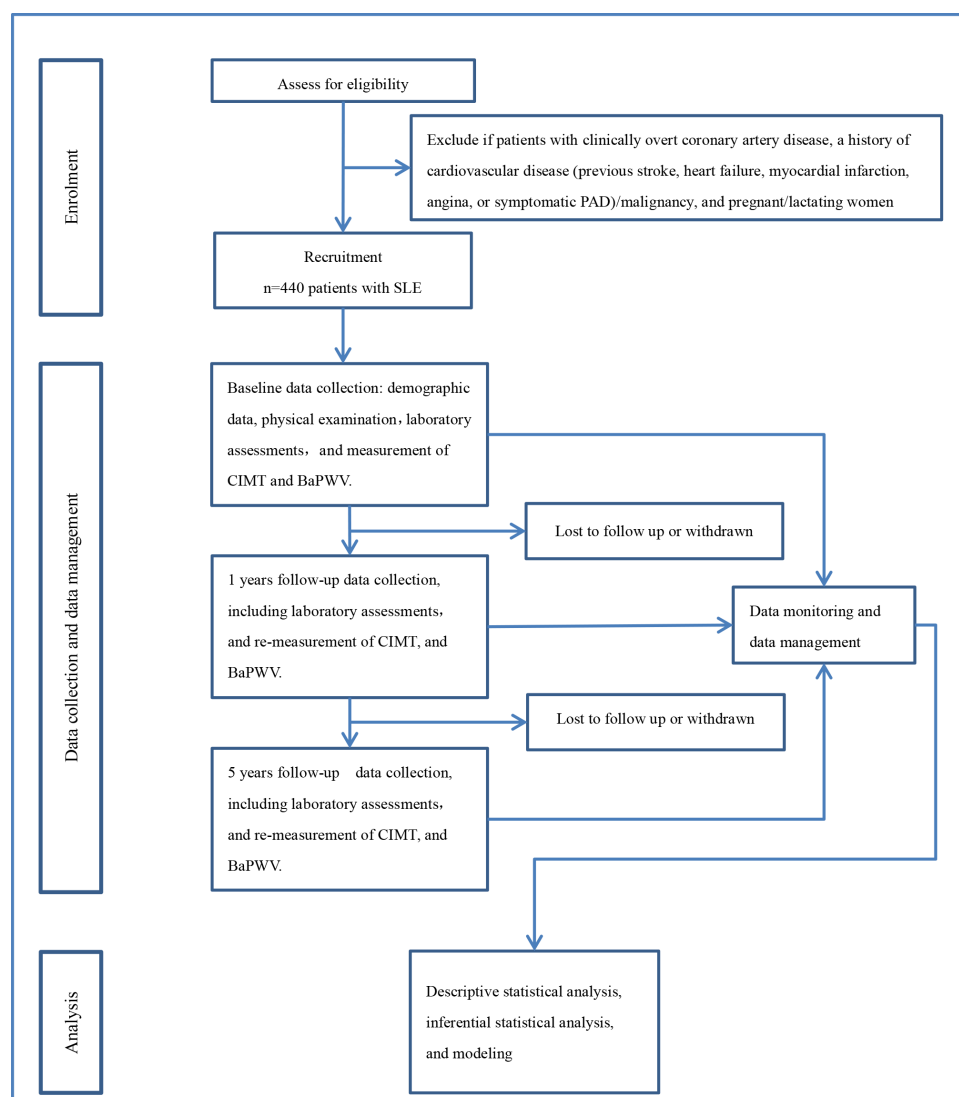 Enrolment
Assess for eligibility
Exclude if patients with clinically overt coronary artery disease, a history of
cardiovascular disease (previous stroke, heart failure, myocardial infarction,
angina, or symptomatic PAD)/malignancy, and pregnant/lactating women
Recruitment
n=440 patients with SLE
Data collection and data management
Baseline data collection: demographic
data, physical examination，laboratory
assessments， and measurement of
CIMT and BaPWV.
Lost to follow up or withdrawn
1 years follow-up data collection,
including laboratory assessments，
and re-measurement of CIMT, and
BaPWV.
Data monitoring and
data management
Lost to follow up or withdrawn
5 years follow-up data collection,
including laboratory assessments，
and re-measurement of CIMT, and
BaPWV.
Analysis
Descriptive statistical analysis,
inferential statistical analysis,
and modeling